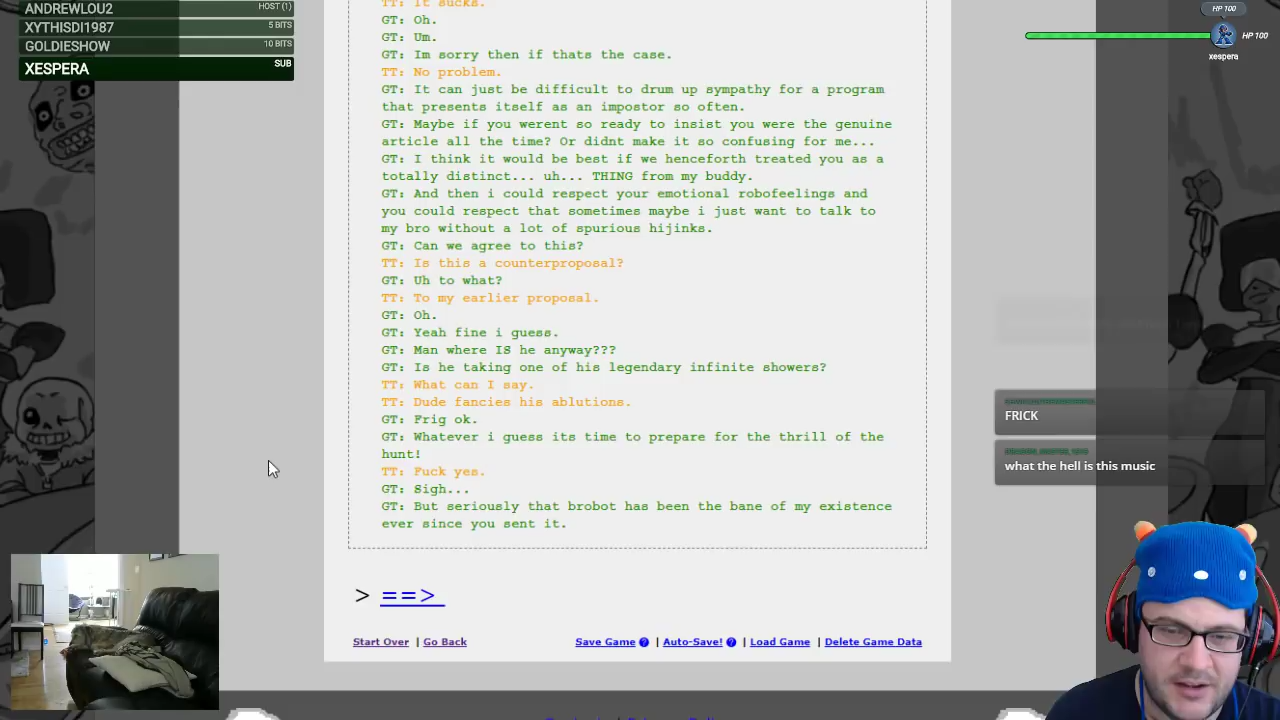 ANDREWLOU2 HOST (1)
XYTHISDI1987 5 BITS
GOLDIESHOW 10 BITS
XESPERA SUB
HP 100
HP 100
xespera
TT: It sucks.
GT: Oh.
GT: Um.
GT: Im sorry then if thats the case.
TT: No problem.
GT: It can just be difficult to drum up sympathy for a program
that presents itself as an impostor so often.
GT: Maybe if you werent so ready to insist you were the genuine
article all the time? Or didnt make it so confusing for me...
GT: I think it would be best if we henceforth treated you as a
totally distinct... uh... THING from my buddy.
GT: And then i could respect your emotional robofeelings and
you could respect that sometimes maybe i just want to talk to
my bro without a lot of spurious hijinks.
GT: Can we agree to this?
TT: Is this a counterproposal?
GT: Uh to what?
TT: To my earlier proposal.
GT: Oh.
GT: Yeah fine i guess.
GT: Man where IS he anyway???
GT: Is he taking one of his legendary infinite showers?
TT: What can I say.
TT: Dude fancies his ablutions.
GT: Frig ok.
GT: Whatever i guess its time to prepare for the thrill of the
hunt!
TT: Fuck yes.
GT: Sigh...
GT: But seriously that brobot has been the bane of my existence
ever since you sent it.
> ==>
Start Over | Go Back Save Game ? | Auto-Save! ? | Load Game | Delete Game Data
FRICK
what the hell is this music